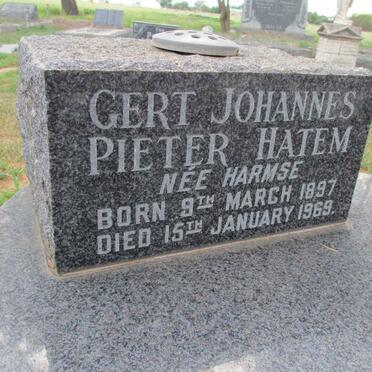 GERT JOHANNES
PIETER HATEM
NÉE HARMSE
BORN 9TH MARCH 1897
DIED 15TH JANUARY 1969.